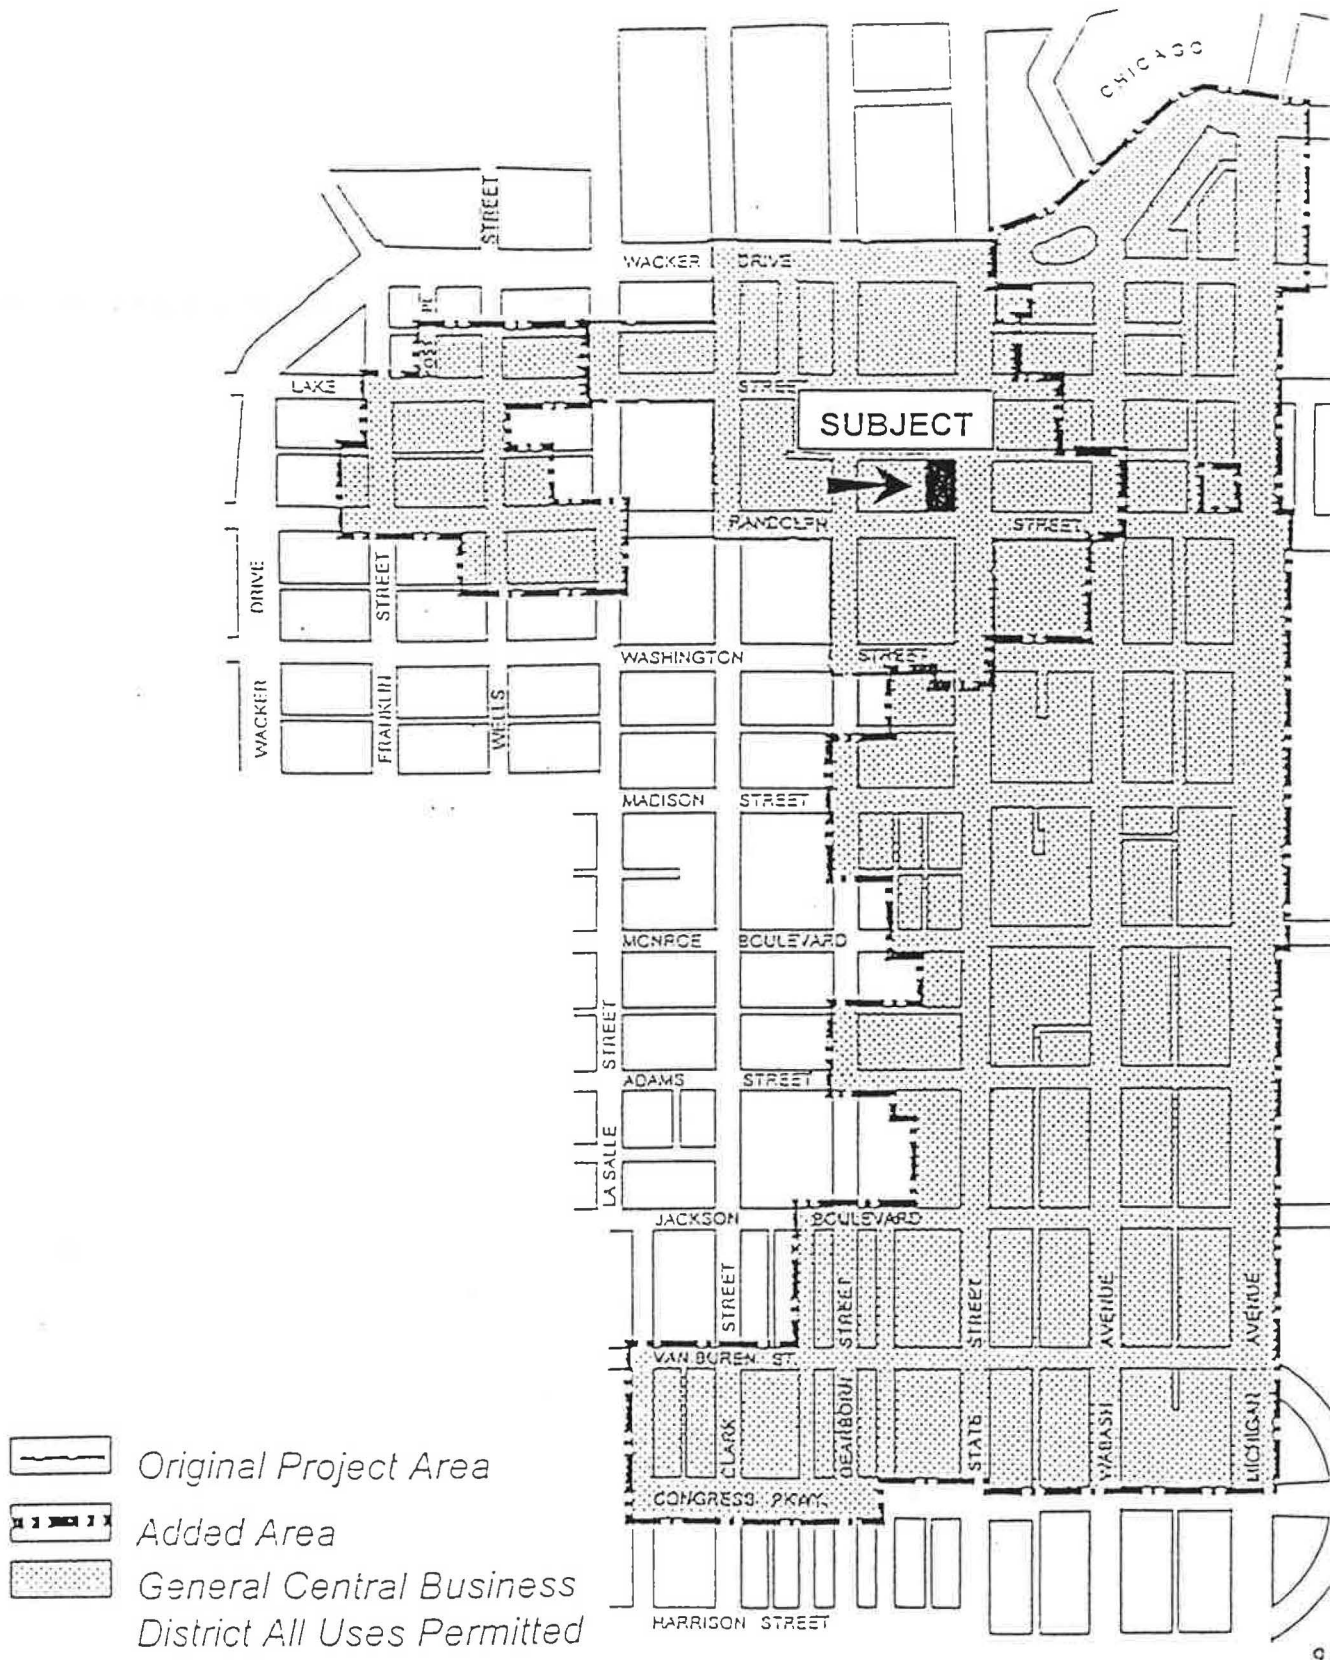 CHICAGO
STREET
WACKER DRIVE
LAKE
STREET
SUBJECT
RANDOLPH
STREET
DRIVE
STREET
WASHINGTON
STREET
WACKER
FRANKLIN
WELLS
MADISON
STREET
MONROE
BOULEVARD
STREET
ADAMS
STREET
LA SALLE
JACKSON
BOULEVARD
STREET
STREET
STREET
AVENUE
AVENUE
VAN BUREN ST.
CLARK
DEARBORN
STATE
WABASH
MICHIGAN
CONGRESS PKWY.
Original Project Area
Added Area
General Central Business
District All Uses Permitted
HARRISON STREET
9